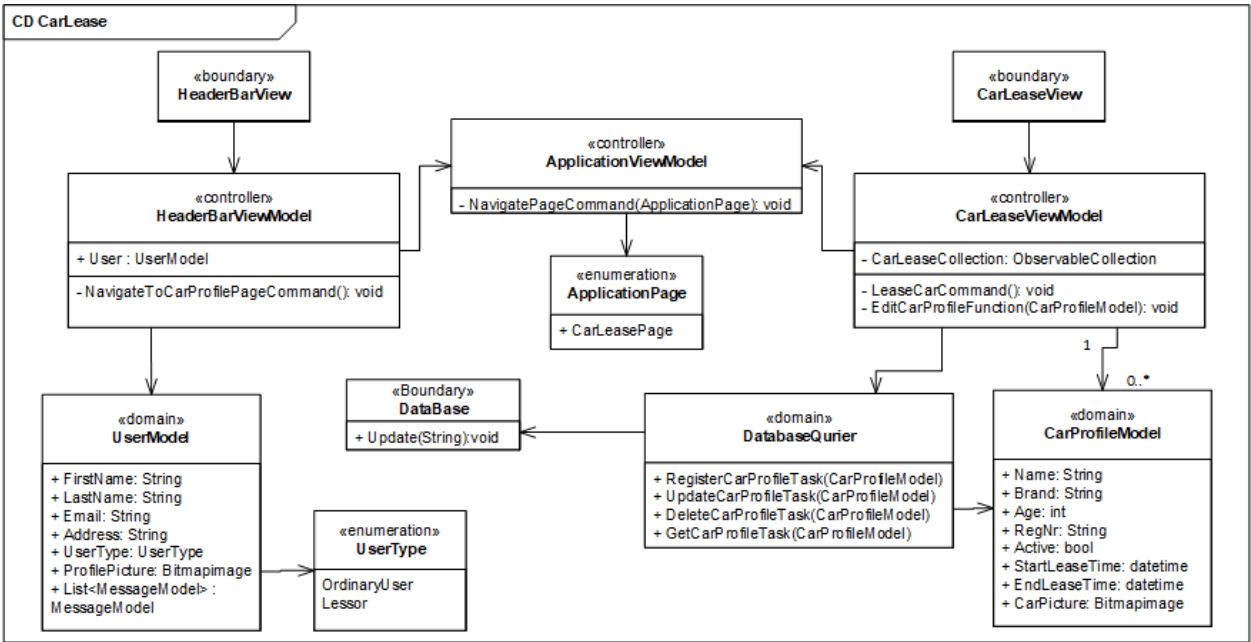 CD CarLease
«boundary»
HeaderBarView
«boundary»
CarLeaseView
«controller»
ApplicationViewModel
- NavigatePageCommand(ApplicationPage): void
«controller»
HeaderBarViewModel
+ User : UserModel
- NavigateToCarProfilePageCommand(): void
«controller»
CarLeaseViewModel
- CarLeaseCollection: ObservableCollection
- LeaseCarCommand(): void
- EditCarProfileFunction(CarProfileModel): void
«enumeration»
ApplicationPage
+ CarLeasePage
1
0..*
«Boundary»
DataBase
+ Update(String):void
«domain»
UserModel
+ FirstName: String
+ LastName: String
+ Email: String
+ Address: String
+ UserType: UserType
+ ProfilePicture: Bitmapimage
+ List<MessageModel> :
MessageModel
«enumeration»
UserType
OrdinaryUser
Lessor
«domain»
DatabaseQurier
+ RegisterCarProfileTask(CarProfileModel)
+ UpdateCarProfileTask(CarProfileModel)
+ DeleteCarProfileTask(CarProfileModel)
+ GetCarProfileTask(CarProfileModel)
«domain»
CarProfileModel
+ Name: String
+ Brand: String
+ Age: int
+ RegNr: String
+ Active: bool
+ StartLeaseTime: datetime
+ EndLeaseTime: datetime
+ CarPicture: Bitmapimage